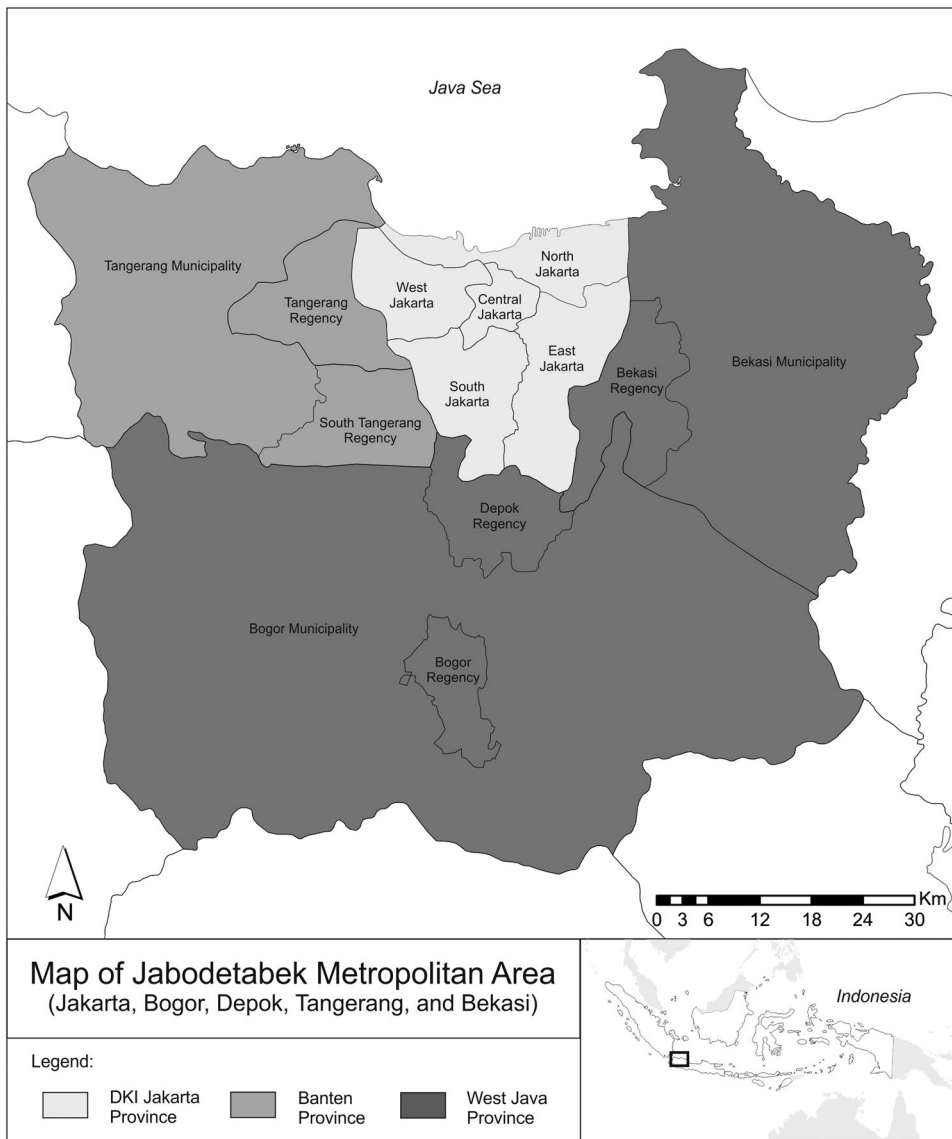 Java Sea
Tangerang Municipality
North
Jakarta
West
Jakarta
Central
Jakarta
Tangerang
Regency
East
Jakarta
Bekasi Municipality
Bekasi
Regency
South
Jakarta
South Tangerang
Regency
Depok
Regency
Bogor Municipality
Bogor
Regency
N
Km
0 3 6 12 18 24 30
Map of Jabodetabek Metropolitan Area
(Jakarta, Bogor, Depok, Tangerang, and Bekasi)
Indonesia
Legend:
DKI Jakarta
Province
Banten
Province
West Java
Province